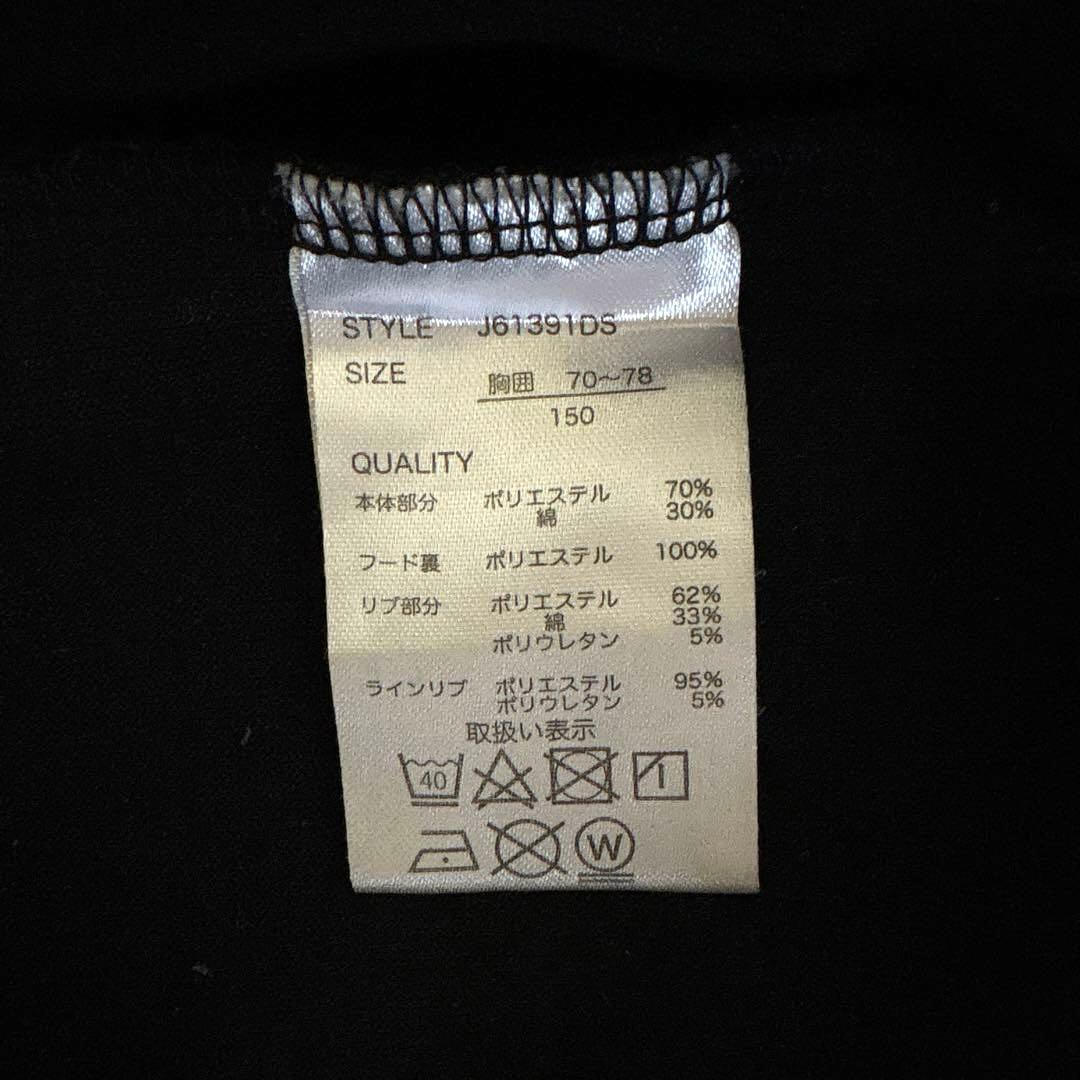 STYLE J61391DS
SIZE 胸囲 70〜78
150
QUALITY
本体部分 ポリエステル 70%
綿 30%
フード裏 ポリエステル 100%
リブ部分 ポリエステル 62%
綿 33%
ポリウレタン 5%
ラインリブ ポリエステル 95%
ポリウレタン 5%
取扱い表示
40
W